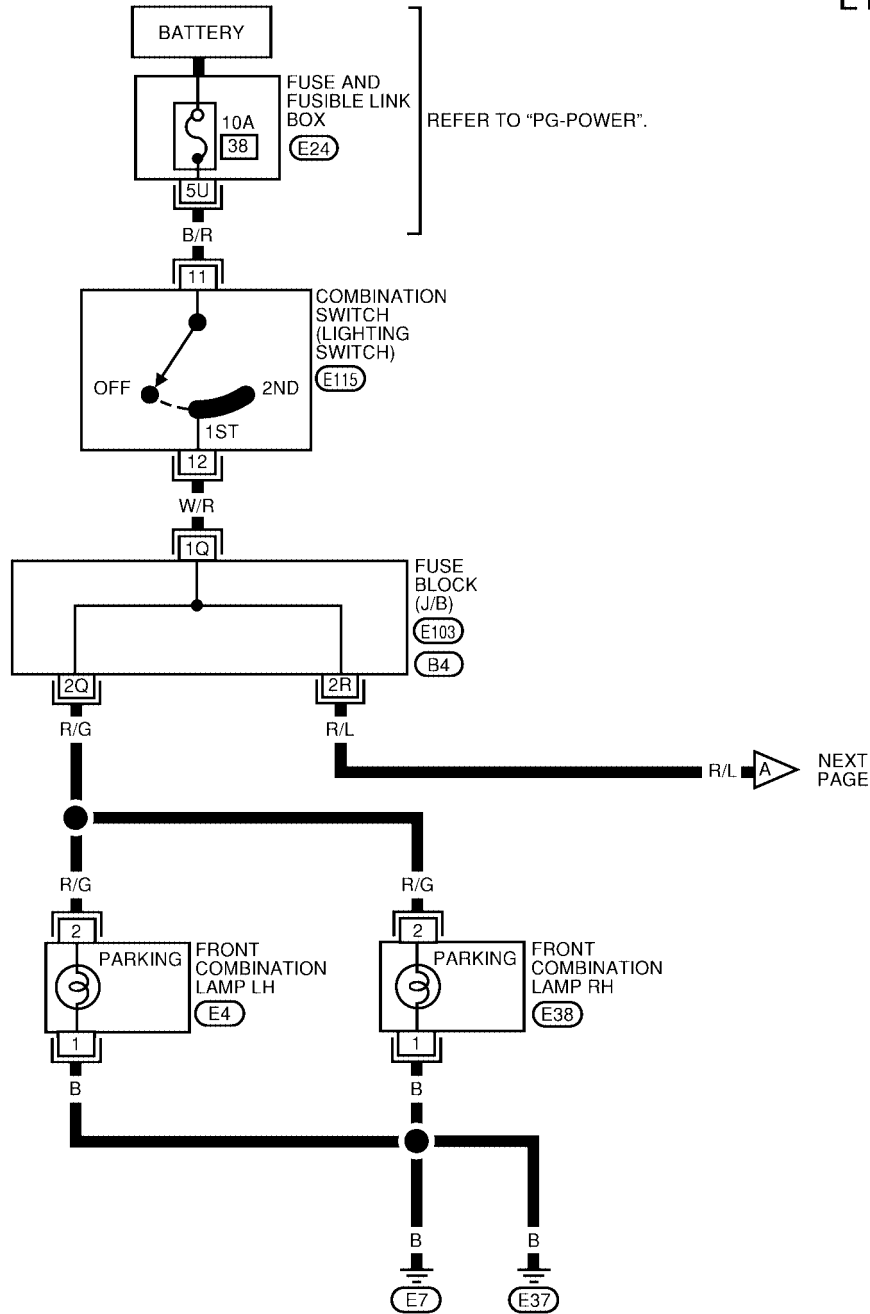 BATTERY
FUSE AND
FUSIBLE LINK
BOX
E24
10A
38
REFER TO “PG-POWER”.
5U
B/R
11
COMBINATION
SWITCH
(LIGHTING
SWITCH)
E115
OFF
2ND
1ST
12
W/R
1Q
FUSE
BLOCK
(J/B)
E103
B4
2Q
2R
R/G
R/L
R/L
A
NEXT
PAGE
R/G
R/G
2
PARKING
FRONT
COMBINATION
LAMP LH
E4
1
2
PARKING
FRONT
COMBINATION
LAMP RH
E38
1
B
B
B
B
E7
E37